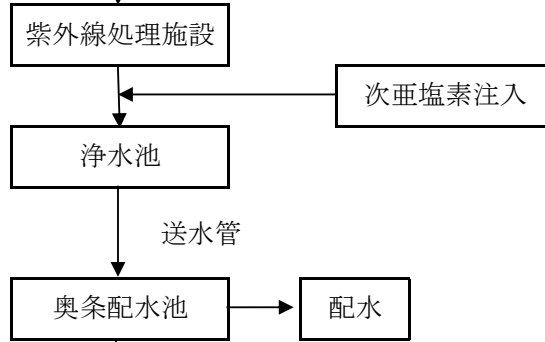 紫外線処理施設
次亜塩素注入
浄水池
送水管
奥条配水池
配水